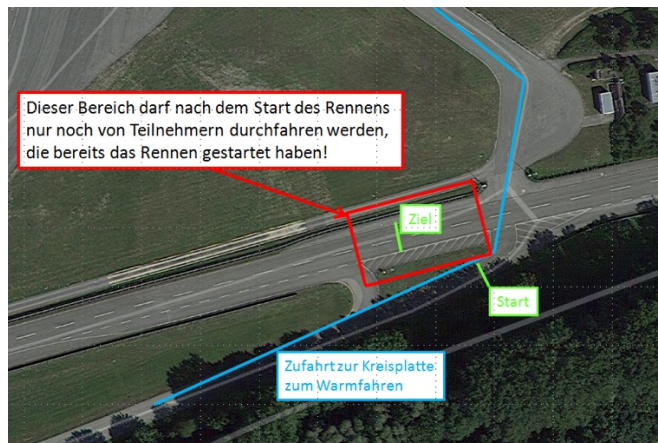 Dieser Bereich darf nach dem Start des Rennens
nur noch von Teilnehmern durchfahren werden,
die bereits das Rennen gestartet haben!
Ziel
Start
Zufahrt zur Kreisplatte
zum Warmfahren